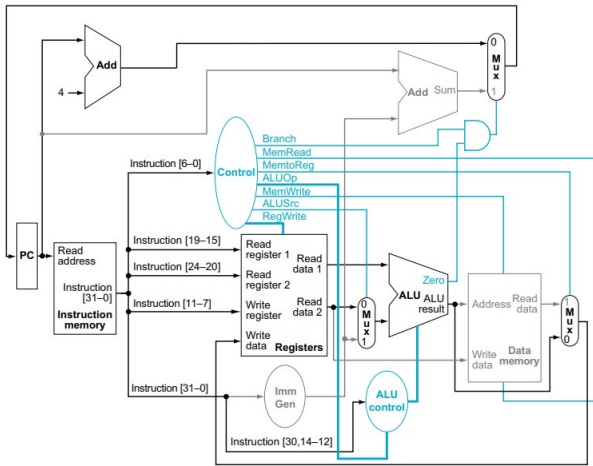 0
M
u
x
1
Add
4
Add Sum
Branch
MemRead
MemtoReg
ALUOp
MemWrite
ALUSrc
RegWrite
Control
Instruction [6–0]
PC
Read
address
Instruction
[31–0]
Instruction
memory
Instruction [19–15]
Instruction [24–20]
Instruction [11–7]
Read
register 1
Read
register 2
Write
register
Write
data
Read
data 1
Read
data 2
Registers
0
M
u
x
1
Zero
ALU
ALU
result
Address
Read
data
Write
data
Data
memory
1
M
u
x
0
Instruction [31–0]
Imm
Gen
ALU
control
Instruction [30,14–12]